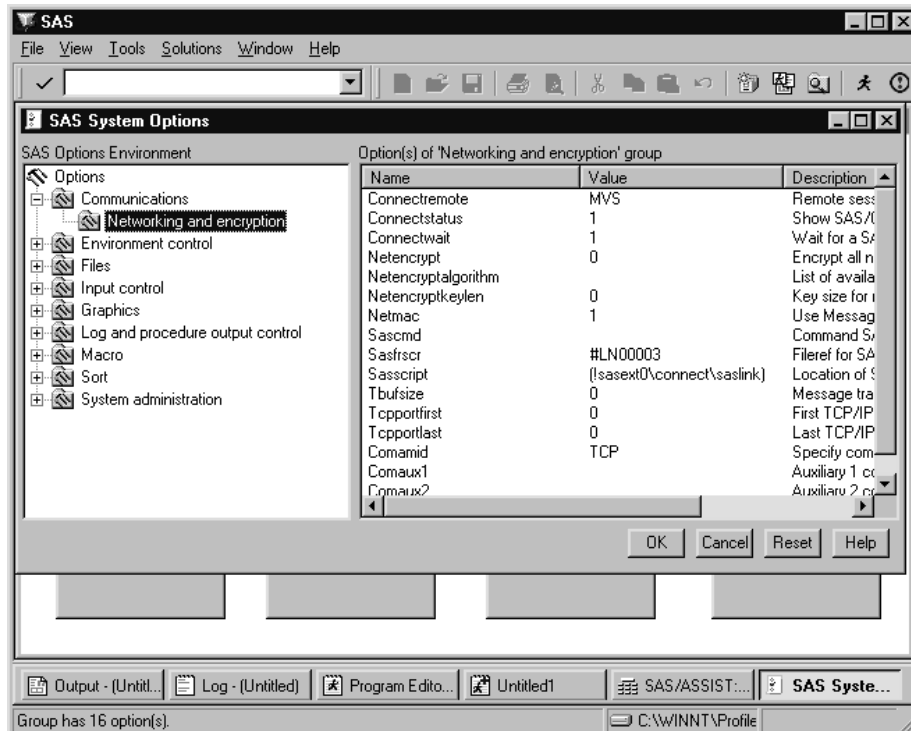 SAS
File View Tools Solutions Window Help
SAS System Options
SAS Options Environment
Option(s) of 'Networking and encryption' group
Options
Communications
Networking and encryption
Environment control
Files
Input control
Graphics
Log and procedure output control
Macro
Sort
System administration
Name Value Description
Connectremote MVS Remote sess
Connectstatus 1 Show SAS/C
Connectwait 1 Wait for a SA
Netencrypt 0 Encrypt all n
Netencryptalgorithm List of availa
Netencryptkeylen 0 Key size for
Netmac 1 Use Messag
Sascmd Command SA
Sasfrscr #LN00003 Fileref for SA
Sasscript (!sasext0\connect\saslink) Location of S
Tbufsize 0 Message tra
Tcpportfirst 0 First TCP/IP
Tcpportlast 0 Last TCP/IP
Comamid TCP Specify com
Comaux1 Auxiliary 1 co
Comaux2 Auxiliary 2 co
OK Cancel Reset Help
Output - (Untitl... Log - (Untitled) Program Edito... Untitled1 SAS/ASSIST:... SAS Syste...
Group has 16 option(s). C:\WINNT\Profile